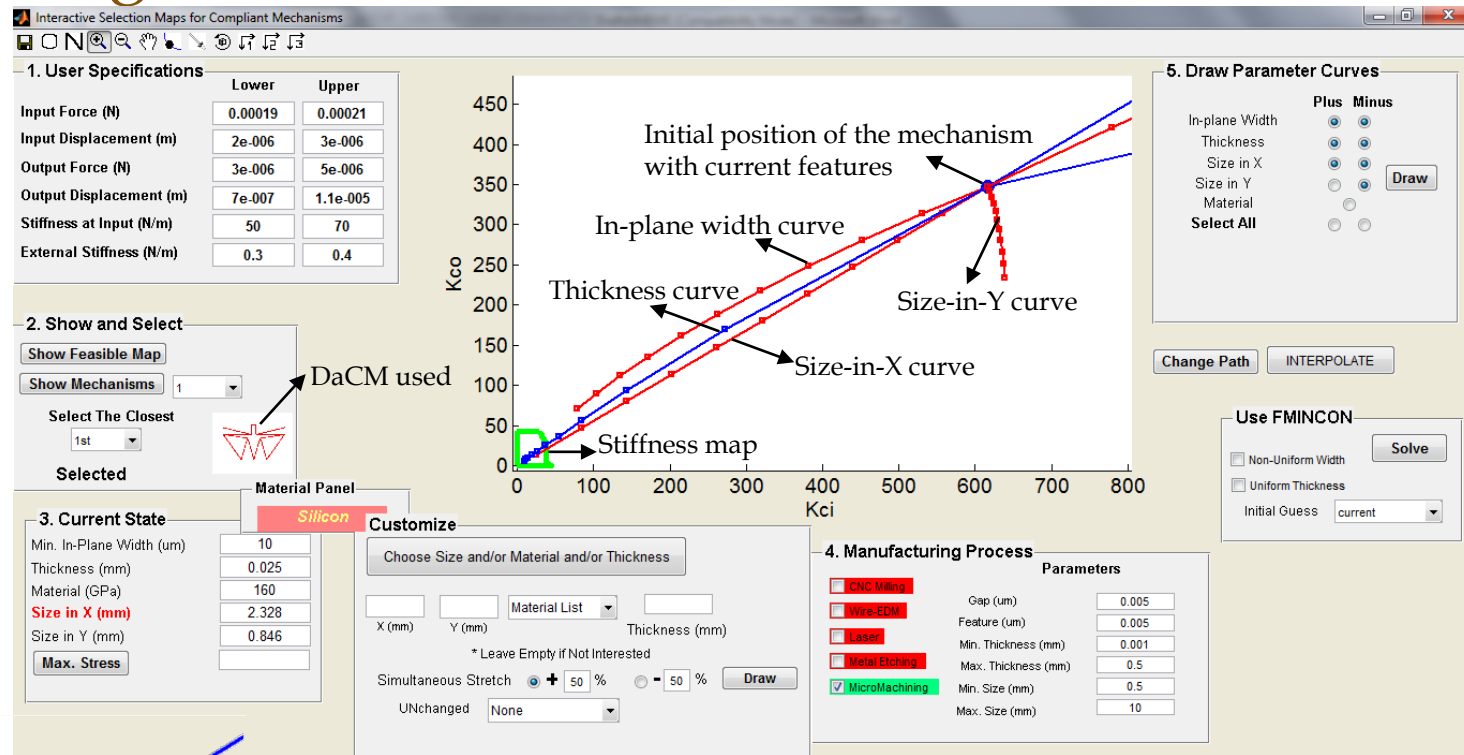 Interactive Selection Maps for Compliant Mechanisms
1. User Specifications
Lower Upper
Input Force (N) 0.00019 0.00021
Input Displacement (m) 2e-006 3e-006
Output Force (N) 3e-006 5e-006
Output Displacement (m) 7e-007 1.1e-005
Stiffness at Input (N/m) 50 70
External Stiffness (N/m) 0.3 0.4
2. Show and Select
Show Feasible Map
Show Mechanisms 1
Select The Closest
1st
Selected
DaCM used
Material Panel
Silicon
3. Current State
Min. In-Plane Width (um) 10
Thickness (mm) 0.025
Material (GPa) 160
Size in X (mm) 2.328
Size in Y (mm) 0.846
Max. Stress
Kco
450
400
350
300
250
200
150
100
50
0
0 100 200 300 400 500 600 700 800
Kci
Initial position of the mechanism
with current features
In-plane width curve
Thickness curve
Size-in-Y curve
Size-in-X curve
Stiffness map
Customize
Choose Size and/or Material and/or Thickness
Material List
X (mm) Y (mm) Thickness (mm)
* Leave Empty if Not Interested
Simultaneous Stretch + 50 % - 50 % Draw
UNchanged None
4. Manufacturing Process
Parameters
CNC Milling
Wire-EDM
Laser
Metal Etching
MicroMachining
Gap (um) 0.005
Feature (um) 0.005
Min. Thickness (mm) 0.001
Max. Thickness (mm) 0.5
Min. Size (mm) 0.5
Max. Size (mm) 10
5. Draw Parameter Curves
Plus Minus
In-plane Width
Thickness
Size in X
Size in Y
Draw
Material
Select All
Change Path INTERPOLATE
Use FMINCON
Non-Uniform Width
Solve
Uniform Thickness
Initial Guess current